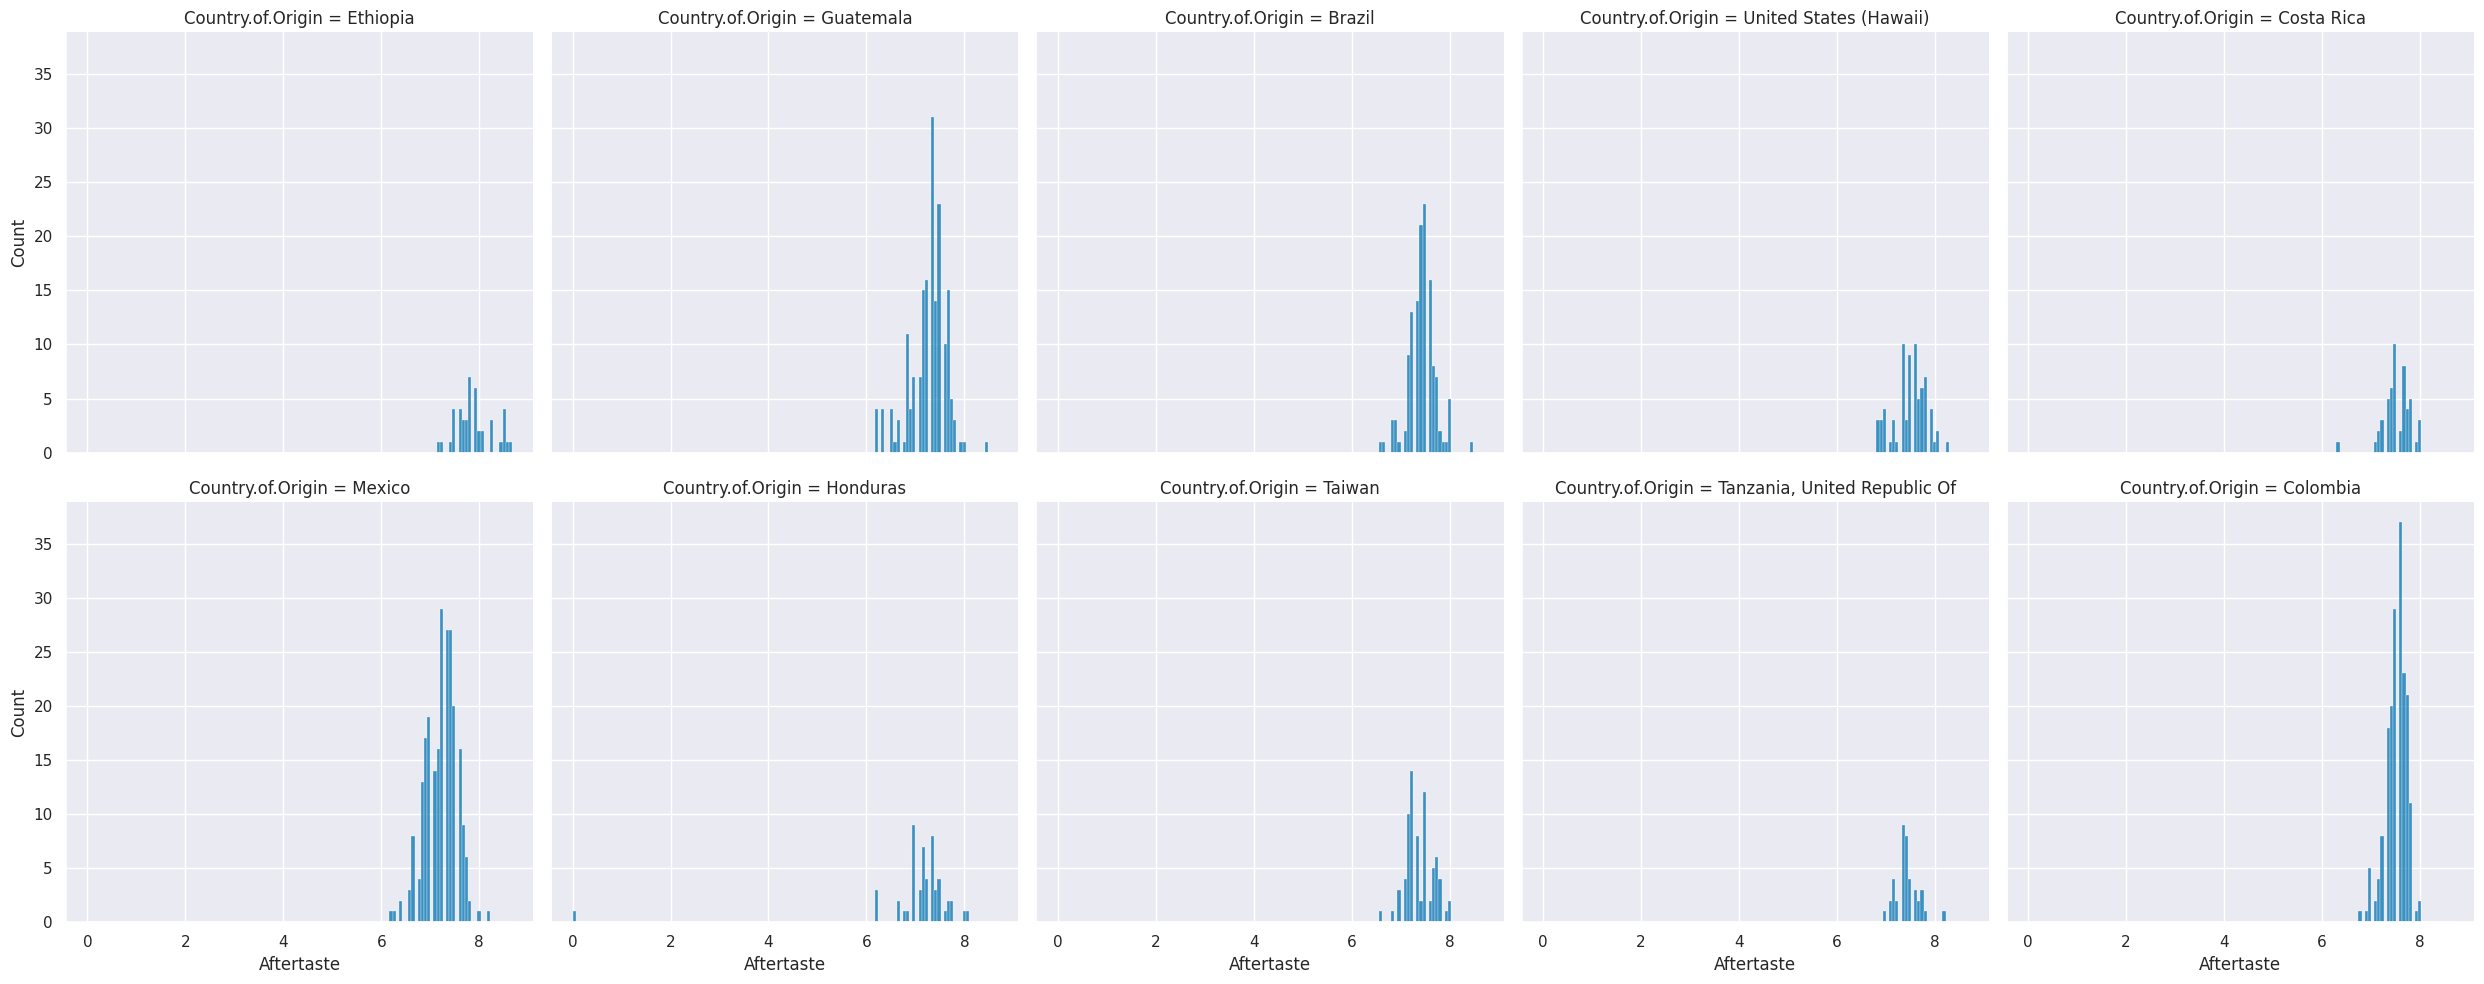 Country.of.Origin = Ethiopia
Country.of.Origin = Guatemala
Country.of.Origin = Brazil
Country.of.Origin = United States (Hawaii)
Country.of.Origin = Costa Rica
35
30
25
20
15
10
5
0
Count
Country.of.Origin = Mexico
Country.of.Origin = Honduras
Country.of.Origin = Taiwan
Country.of.Origin = Tanzania, United Republic Of
Country.of.Origin = Colombia
35
30
25
20
15
10
5
0
Count
0 2 4 6 8
0 2 4 6 8
0 2 4 6 8
0 2 4 6 8
0 2 4 6 8
Aftertaste
Aftertaste
Aftertaste
Aftertaste
Aftertaste